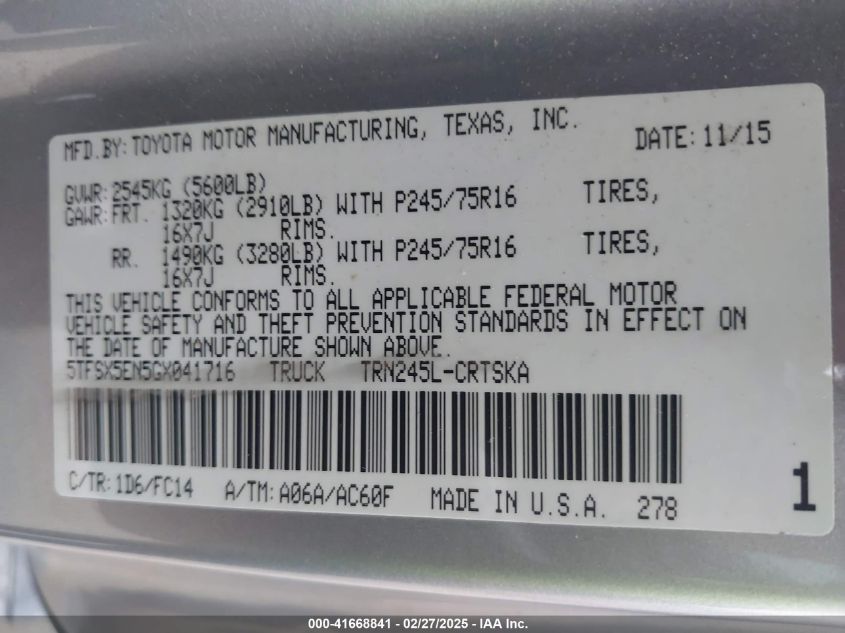 MFD.BY: TOYOTA MOTOR MANUFACTURING, TEXAS, INC. DATE: 11/15
GVWR: 2545KG (5600LB)
GAWR: FRT. 1320KG (2910LB) WITH P245/75R16 TIRES,
16X7J RIMS.
RR. 1490KG (3280LB) WITH P245/75R16 TIRES,
16X7J RIMS.
THIS VEHICLE CONFORMS TO ALL APPLICABLE FEDERAL MOTOR
VEHICLE SAFETY AND THEFT PREVENTION STANDARDS IN EFFECT ON
THE DATE OF MANUFACTURE SHOWN ABOVE.
5TFSX5EN5GX041716 TRUCK TRN245L-CRTSKA
C/TR: 1D6/FC14 A/TM: A06A/AC60F MADE IN U.S.A. 278
1
000-41668841 - 02/27/2025 - IAA Inc.